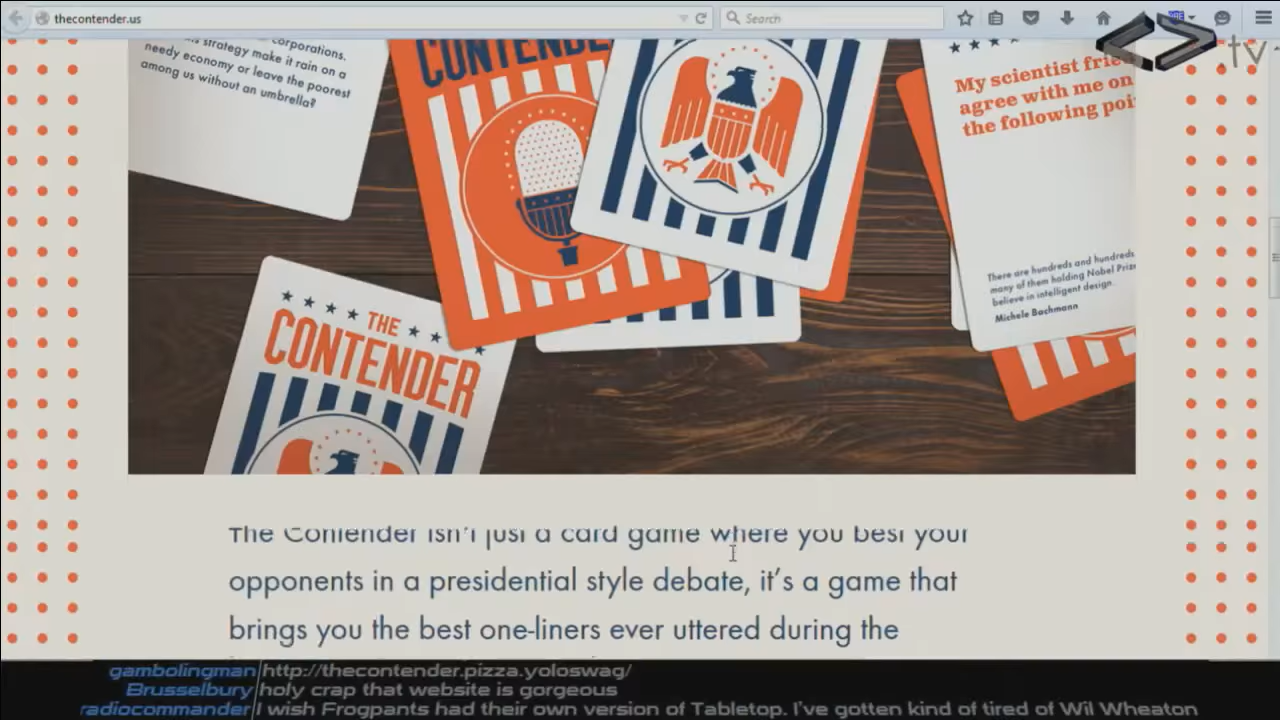 thecontender.us
Search
.tv
corporations.
strategy make it rain on a
needy economy or leave the poorest
among us without an umbrella?
CONTENDE
My scientist frie
agree with me on
the following poi
There are hundreds and hundreds
many of them holding Nobel Priz
believe in intelligent design.
Michele Bachmann
THE
CONTENDER
The Contender isn't just a card game where you best your
opponents in a presidential style debate, it's a game that
brings you the best one-liners ever uttered during the
gambolingman http://thecontender.pizza.yoloswag/
Brusselbury holy crap that website is gorgeous
radiocommander I wish Frogpants had their own version of Tabletop. I've gotten kind of tired of Wil Wheaton